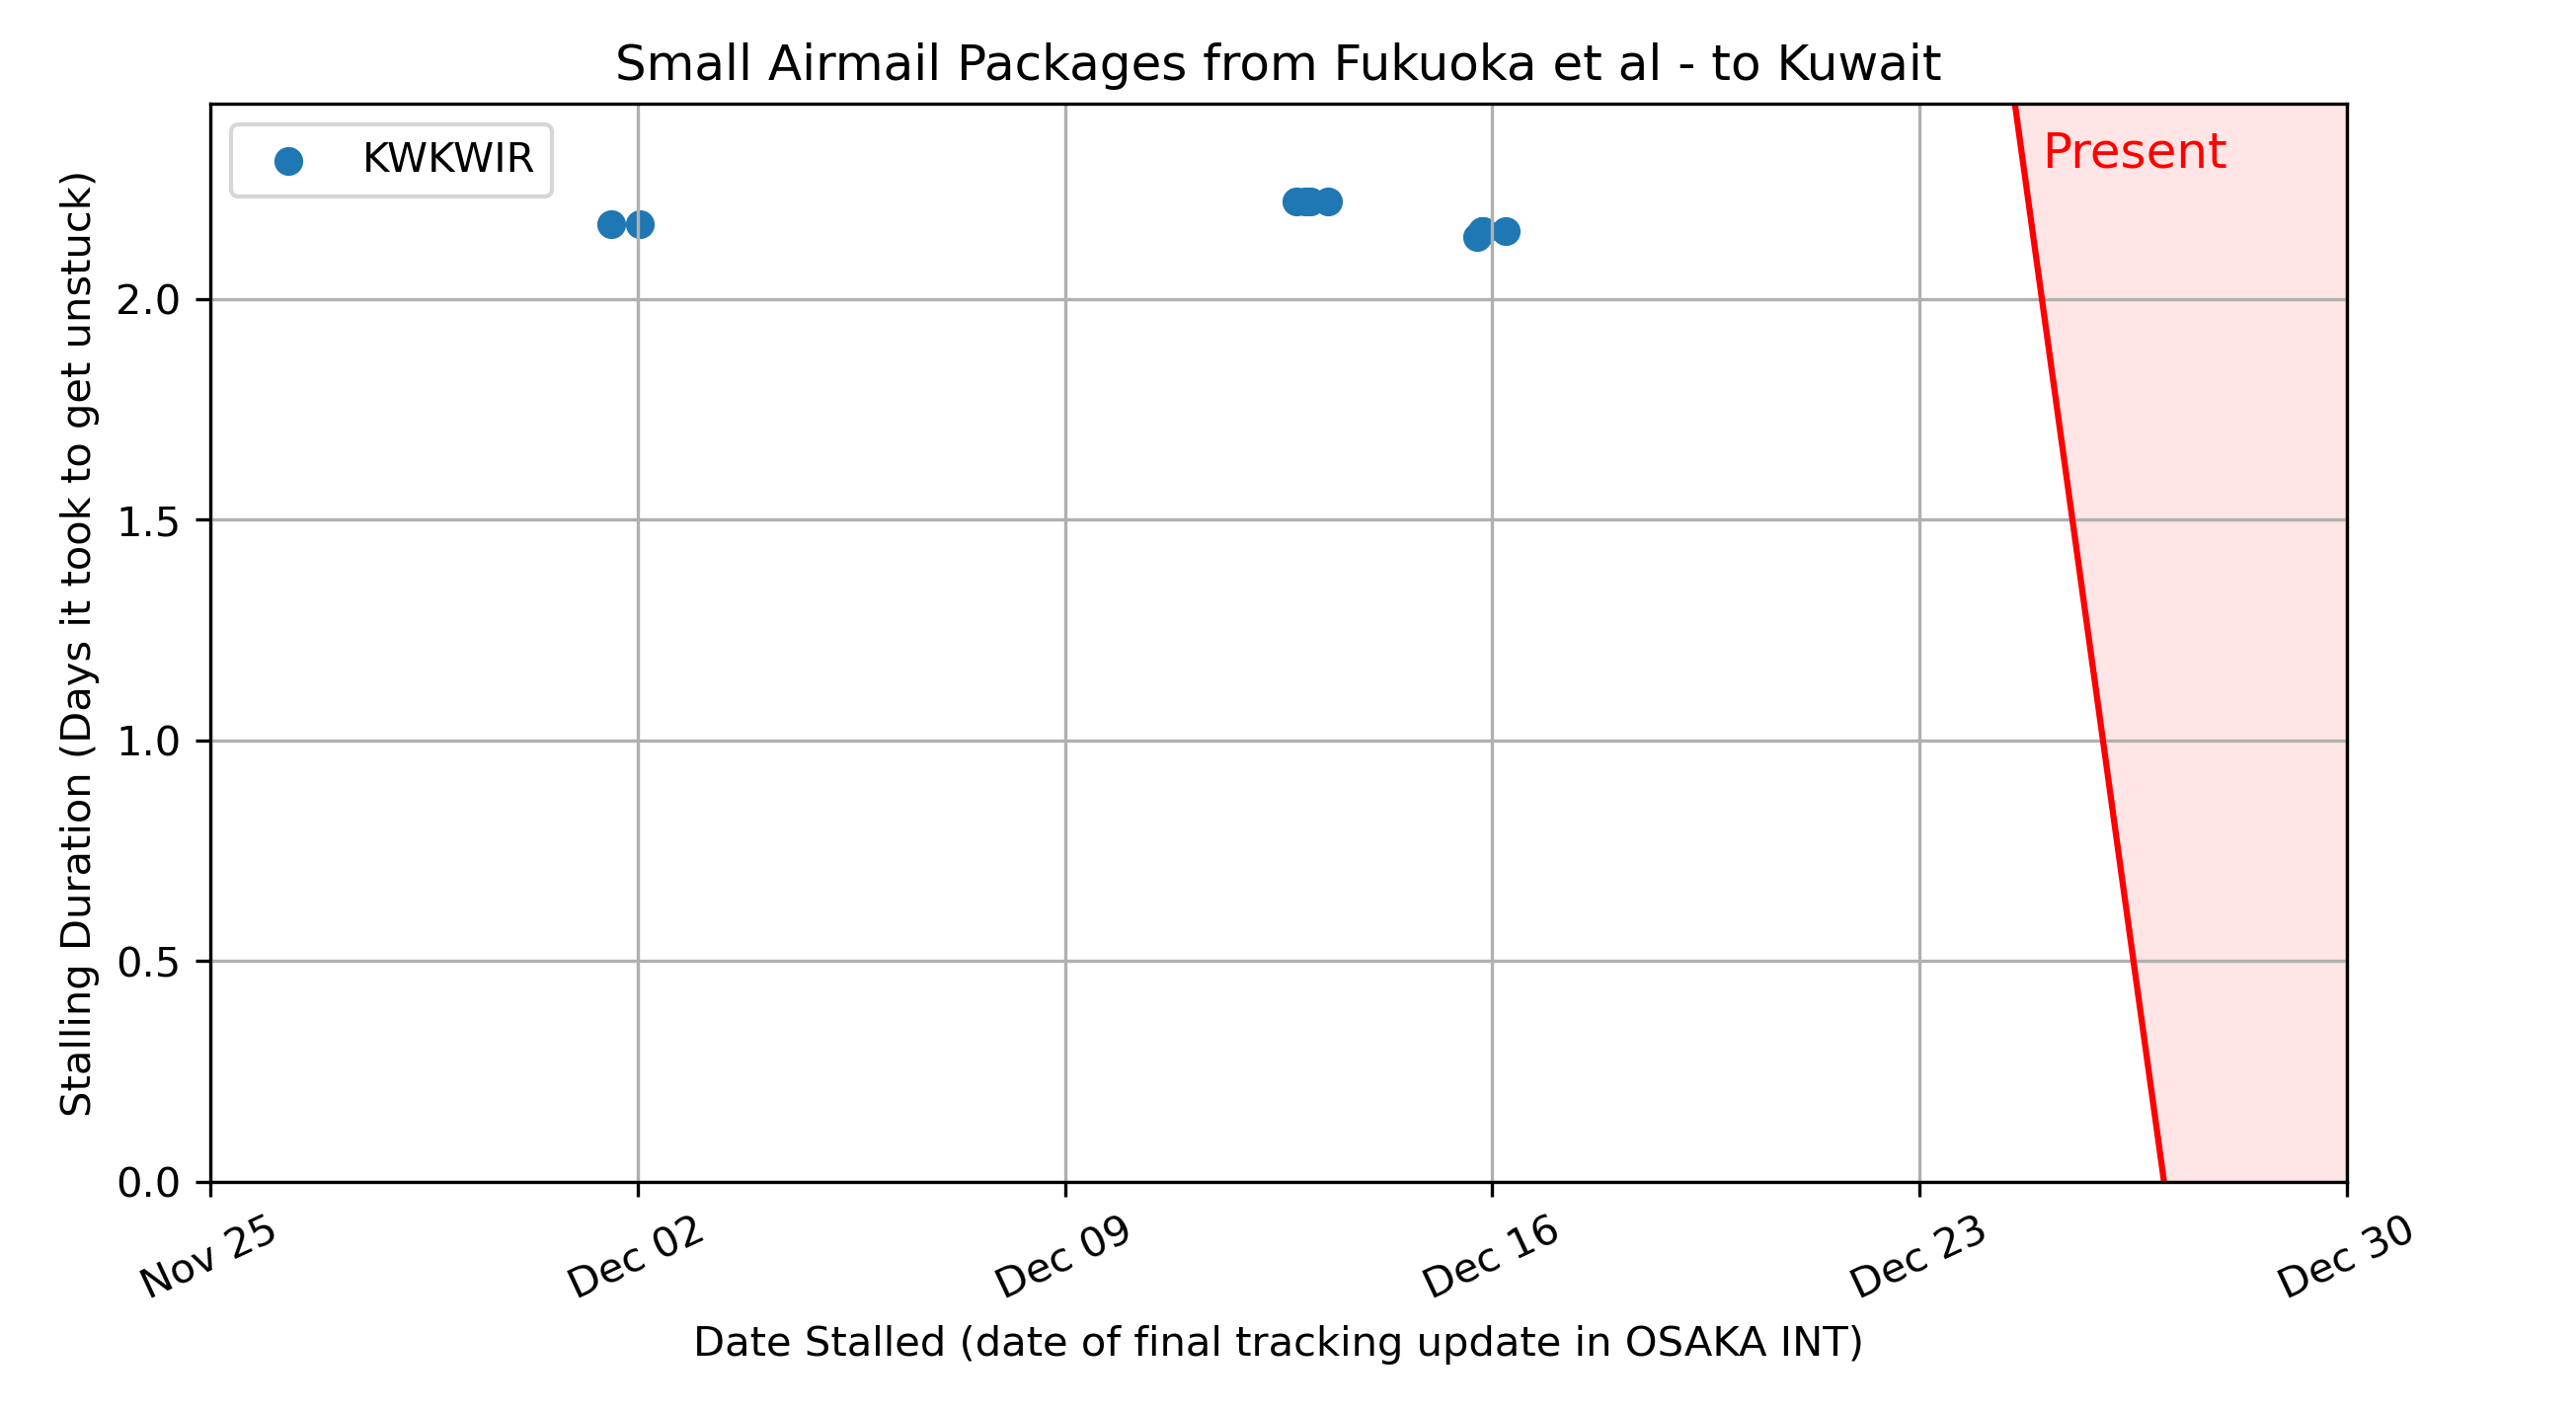 Small Airmail Packages from Fukuoka et al - to Kuwait
KWKWIR
Present
Stalling Duration (Days it took to get unstuck)
2.0
1.5
1.0
0.5
0.0
Nov 25
Dec 02
Dec 09
Dec 16
Dec 23
Dec 30
Date Stalled (date of final tracking update in OSAKA INT)